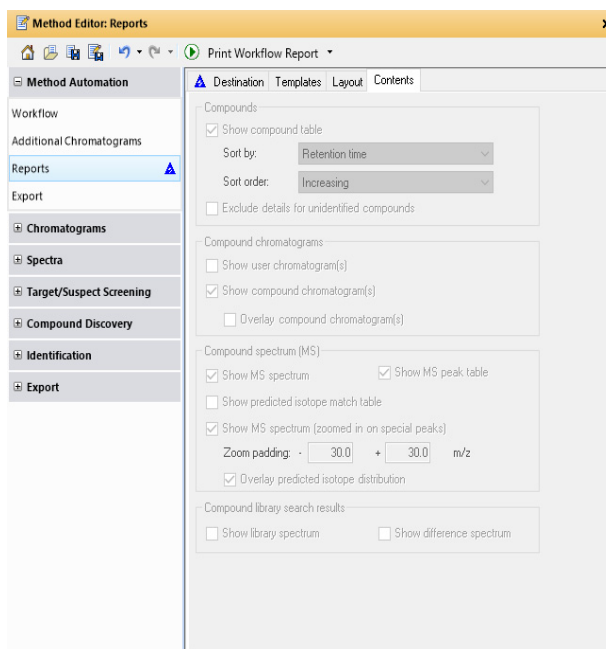 Method Editor: Reports
Print Workflow Report
Method Automation
Workflow
Additional Chromatograms
Reports
Export
Chromatograms
Spectra
Target/Suspect Screening
Compound Discovery
Identification
Export
Destination Templates Layout Contents
Compounds
Show compound table
Sort by: Retention time
Sort order: Increasing
Exclude details for unidentified compounds
Compound chromatograms
Show user chromatogram(s)
Show compound chromatogram(s)
Overlay compound chromatogram(s)
Compound spectrum (MS)
Show MS spectrum Show MS peak table
Show predicted isotope match table
Show MS spectrum (zoomed in on special peaks)
Zoom padding: - 30.0 + 30.0 m/z
Overlay predicted isotope distribution
Compound library search results
Show library spectrum Show difference spectrum